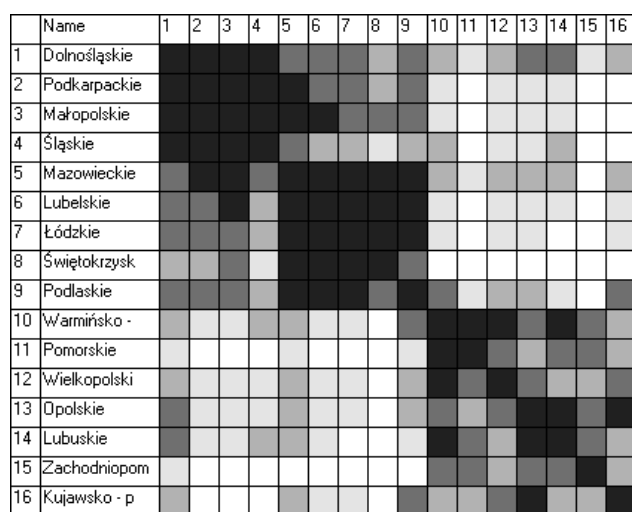 Name 1 2 3 4 5 6 7 8 9 10 11 12 13 14 15 16
1 Dolnośląskie
2 Podkarpackie
3 Małopolskie
4 Śląskie
5 Mazowieckie
6 Lubelskie
7 Łódzkie
8 Świętokrzysk
9 Podlaskie
10 Warmińsko -
11 Pomorskie
12 Wielkopolski
13 Opolskie
14 Lubuskie
15 Zachodniopom
16 Kujawsko - p